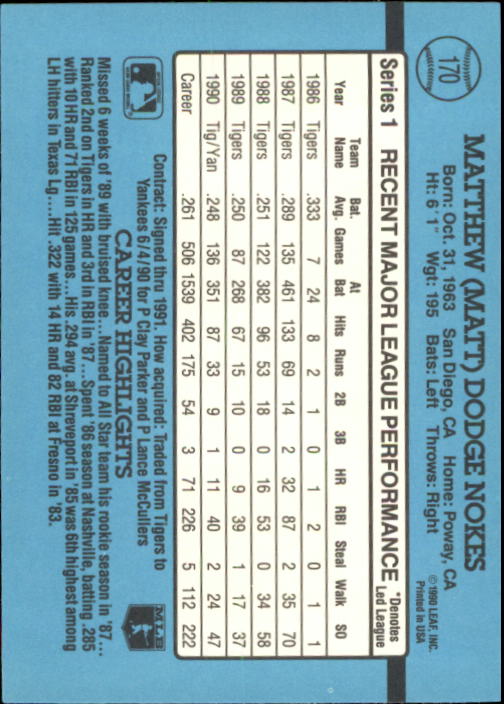 170
MATTHEW (MATT) DODGE NOKES
Born: Oct. 31, 1963 San Diego, CA Home: Poway, CA
Ht: 6'1" Wgt: 195 Bats: Left Throws: Right
© 1990 LEAF, INC.
Printed in USA
Series 1 RECENT MAJOR LEAGUE PERFORMANCE *Denotes Led League
Year Team Name Bat. Avg. Games At Bat Hits Runs 2B 3B HR RBI Steal Walk SO
1986 Tigers .333 7 24 8 2 1 0 1 2 0 1 1
1987 Tigers .289 135 461 133 69 14 2 32 87 2 35 70
1988 Tigers .251 122 382 96 53 18 0 16 53 0 34 58
1989 Tigers .250 87 268 67 15 10 0 9 39 1 17 37
1990 Tig/Yan .248 136 351 87 33 9 1 11 40 2 24 47
Career .261 506 1539 402 175 54 3 71 226 5 112 222
Contract: Signed thru 1991. How acquired: Traded from Tigers to
Yankees 6/4/90 for P Clay Parker and P Lance McCullers
MLB
CAREER HIGHLIGHTS
Missed 6 weeks of '89 with bruised knee...Named to All Star team his rookie season in '87...
Ranked 2nd on Tigers in HR and 3rd in RBI in '87...Spent '86 season at Nashville, batting .285
with 10 HR and 71 RBI in 125 games...His .294 avg. at Shreveport in '85 was 6th highest among
LH hitters in Texas Lg....Hit .322 with 14 HR and 82 RBI at Fresno in '83.